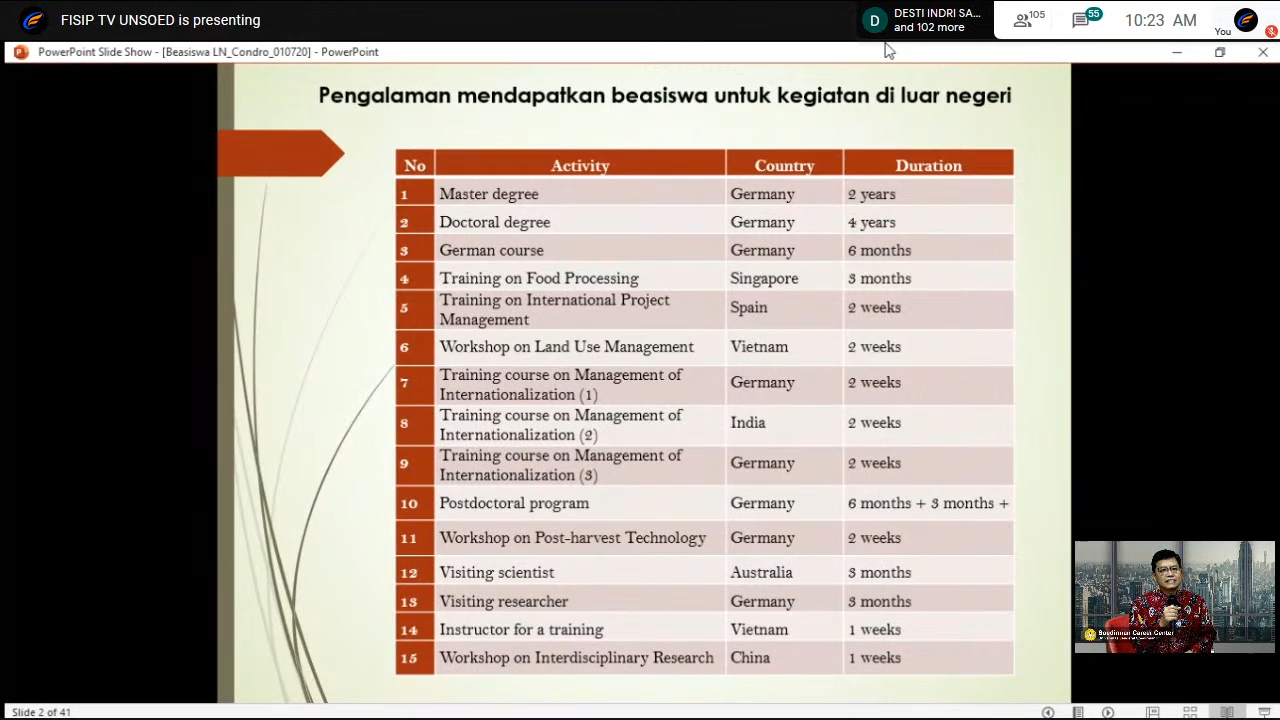 FISIP TV UNSOED is presenting
D
DESTI INDRI SA...
and 102 more
105
55
10:23 AM
You
PowerPoint Slide Show - [Beasiswa LN_Condro_010720] - PowerPoint
Pengalaman mendapatkan beasiswa untuk kegiatan di luar negeri
No Activity Country Duration
1 Master degree Germany 2 years
2 Doctoral degree Germany 4 years
3 German course Germany 6 months
4 Training on Food Processing Singapore 3 months
5 Training on International Project Management Spain 2 weeks
6 Workshop on Land Use Management Vietnam 2 weeks
7 Training course on Management of Internationalization (1) Germany 2 weeks
8 Training course on Management of Internationalization (2) India 2 weeks
9 Training course on Management of Internationalization (3) Germany 2 weeks
10 Postdoctoral program Germany 6 months + 3 months +
11 Workshop on Post-harvest Technology Germany 2 weeks
12 Visiting scientist Australia 3 months
13 Visiting researcher Germany 3 months
14 Instructor for a training Vietnam 1 weeks
15 Workshop on Interdisciplinary Research China 1 weeks
Soedirman Career Center
Slide 2 of 41